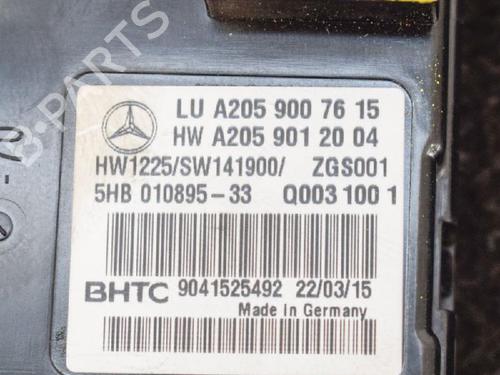 B-PARTS
LU A205 900 76 15
HW A205 901 20 04
HW1225/SW141900/ ZGS001
5HB 010895-33 Q003 100 1
BHTC 9041525492 22/03/15
Made in Germany